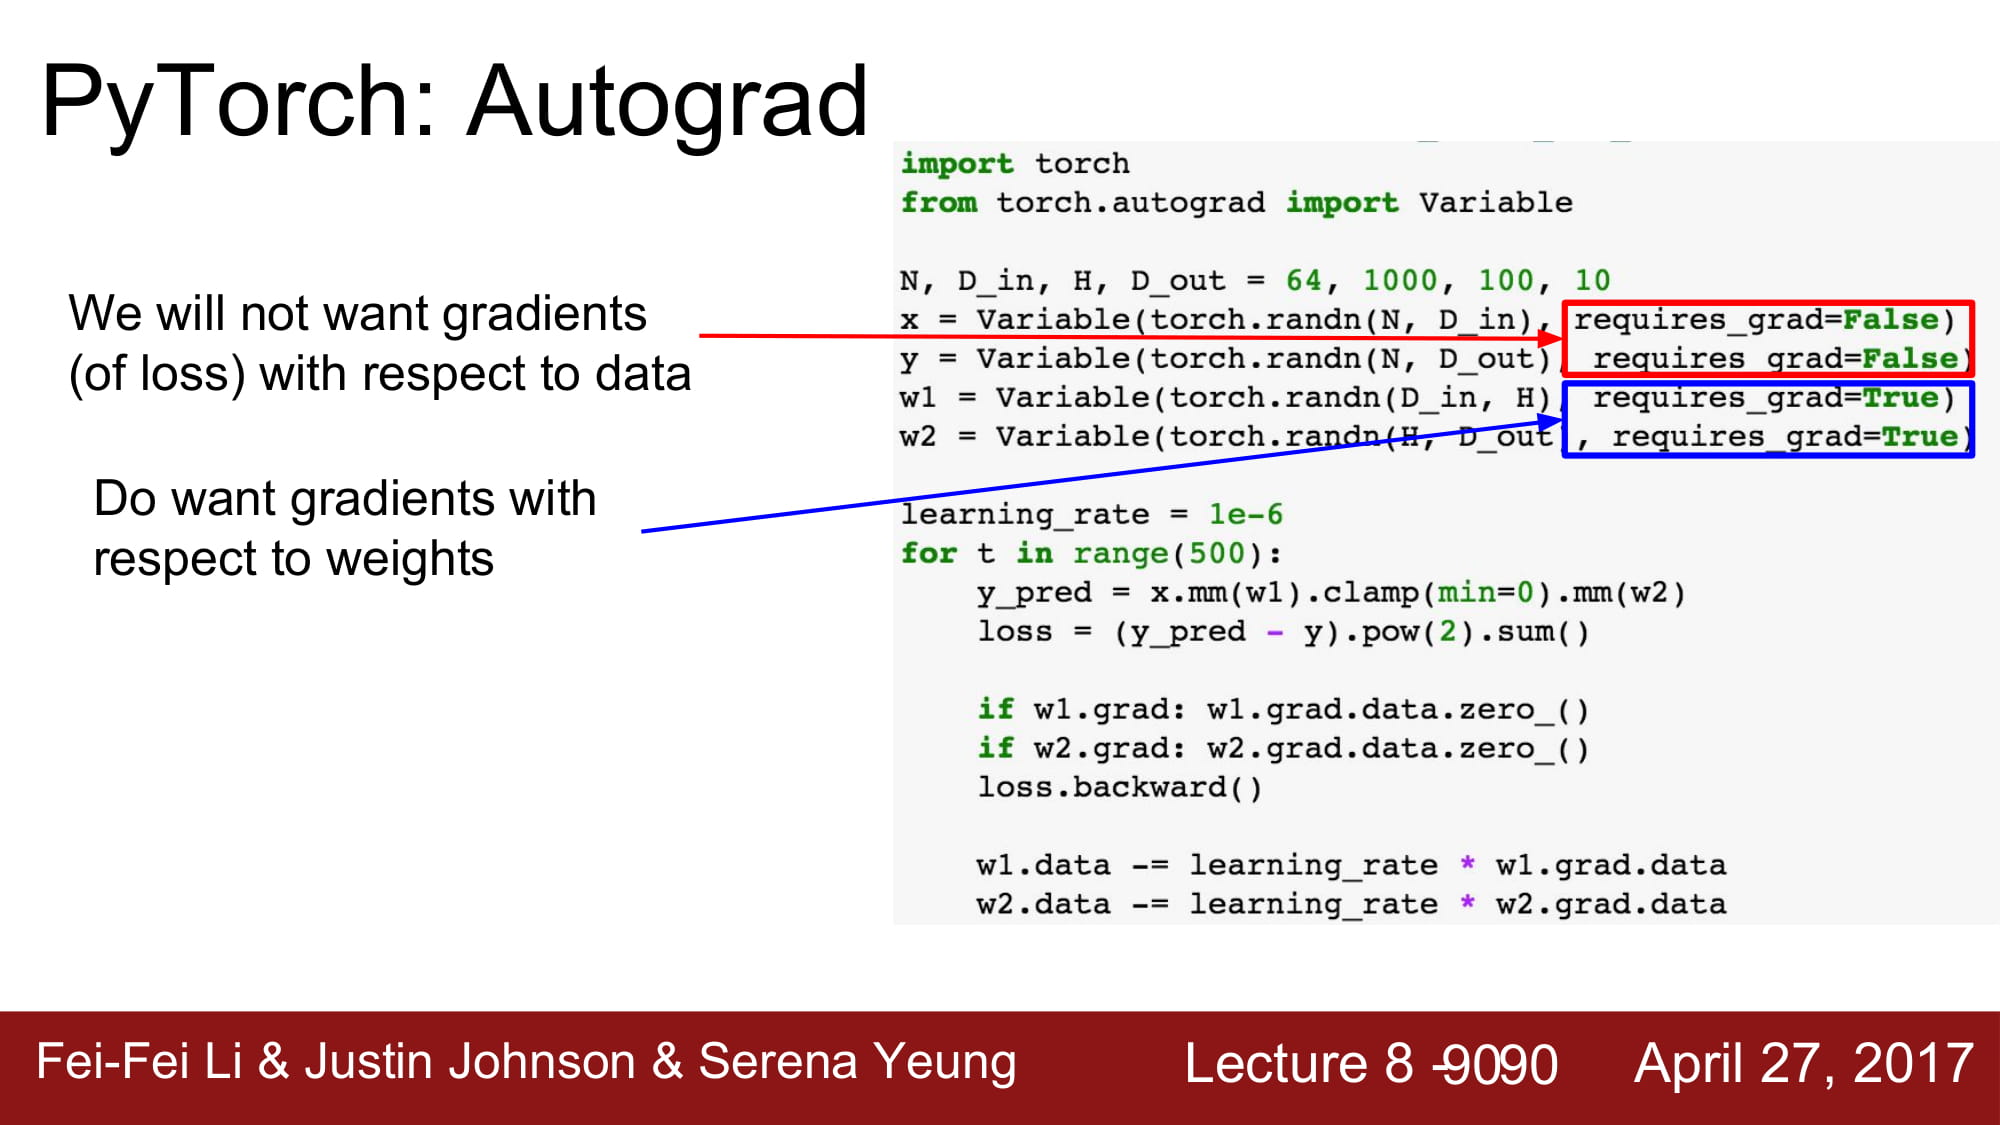 PyTorch: Autograd
We will not want gradients
(of loss) with respect to data
Do want gradients with
respect to weights
import torch
from torch.autograd import Variable
N, D_in, H, D_out = 64, 1000, 100, 10
x = Variable(torch.randn(N, D_in), requires_grad=False)
y = Variable(torch.randn(N, D_out), requires_grad=False)
w1 = Variable(torch.randn(D_in, H), requires_grad=True)
w2 = Variable(torch.randn(H, D_out), requires_grad=True)
learning_rate = 1e-6
for t in range(500):
    y_pred = x.mm(w1).clamp(min=0).mm(w2)
    loss = (y_pred - y).pow(2).sum()
    if w1.grad: w1.grad.data.zero_()
    if w2.grad: w2.grad.data.zero_()
    loss.backward()
    w1.data -= learning_rate * w1.grad.data
    w2.data -= learning_rate * w2.grad.data
Fei-Fei Li & Justin Johnson & Serena Yeung
Lecture 8 -9090
April 27, 2017